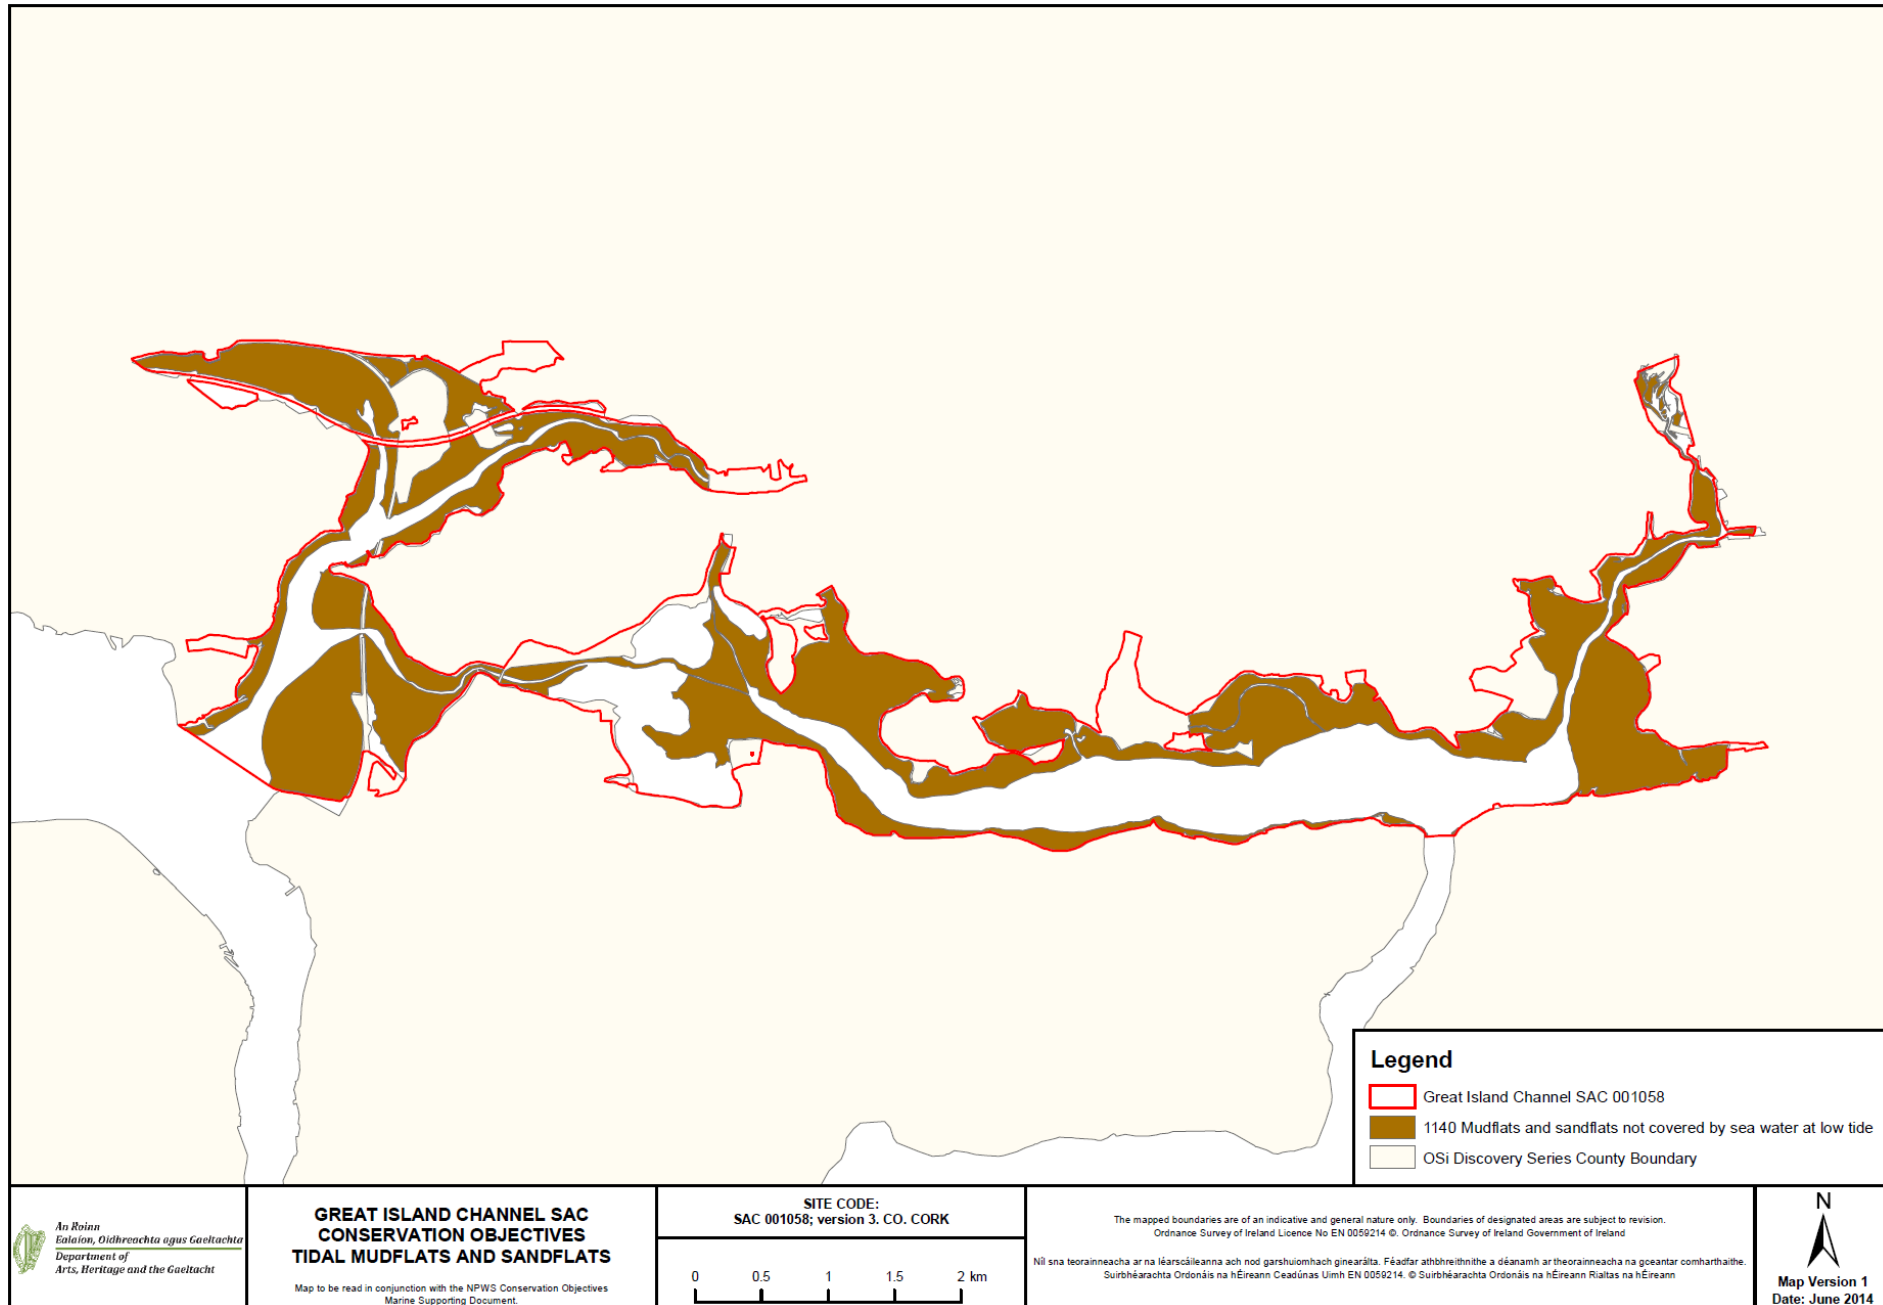 Legend
Great Island Channel SAC 001058
1140 Mudflats and sandflats not covered by sea water at low tide
OSi Discovery Series County Boundary
An Roinn
Ealaíon, Oidhreachta agus Gaeltachta
Department of
Arts, Heritage and the Gaeltacht
GREAT ISLAND CHANNEL SAC
CONSERVATION OBJECTIVES
TIDAL MUDFLATS AND SANDFLATS
Map to be read in conjunction with the NPWS Conservation Objectives
Marine Supporting Document.
SITE CODE:
SAC 001058; version 3. CO. CORK
0 0.5 1 1.5 2 km
The mapped boundaries are of an indicative and general nature only. Boundaries of designated areas are subject to revision.
Ordnance Survey of Ireland Licence No EN 0059214 ©. Ordnance Survey of Ireland Government of Ireland
Níl sna teorainneacha ar na léarscáileanna ach nod garshuiomhach ginearálta. Féadfar athbhreithnithe a déanamh ar theorainneacha na gceantar comharthaithe.
Suirbhéarachta Ordonáis na hÉireann Ceadúnas Uimh EN 0059214. © Suirbhéarachta Ordonáis na hÉireann Rialtas na hÉireann
N
Map Version 1
Date: June 2014